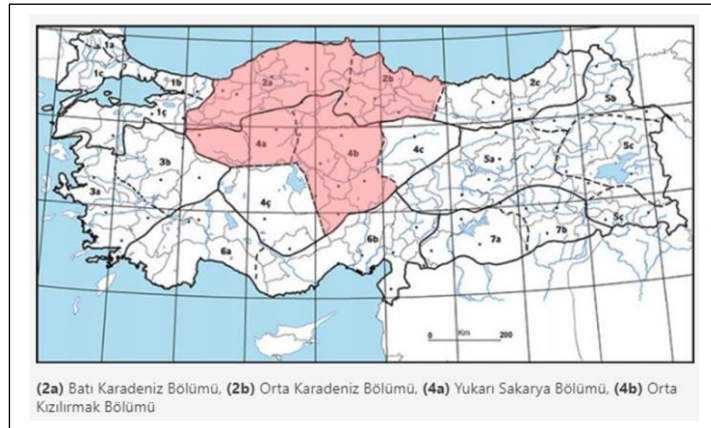 1a
1c
1b
1ç
2a
2b
2c
5b
4a
4b
4c
5a
5c
3b
3a
4ç
6a
6b
7a
7b
5ç
Km
0 200
(2a) Batı Karadeniz Bölümü, (2b) Orta Karadeniz Bölümü, (4a) Yukarı Sakarya Bölümü, (4b) Orta
Kızılırmak Bölümü